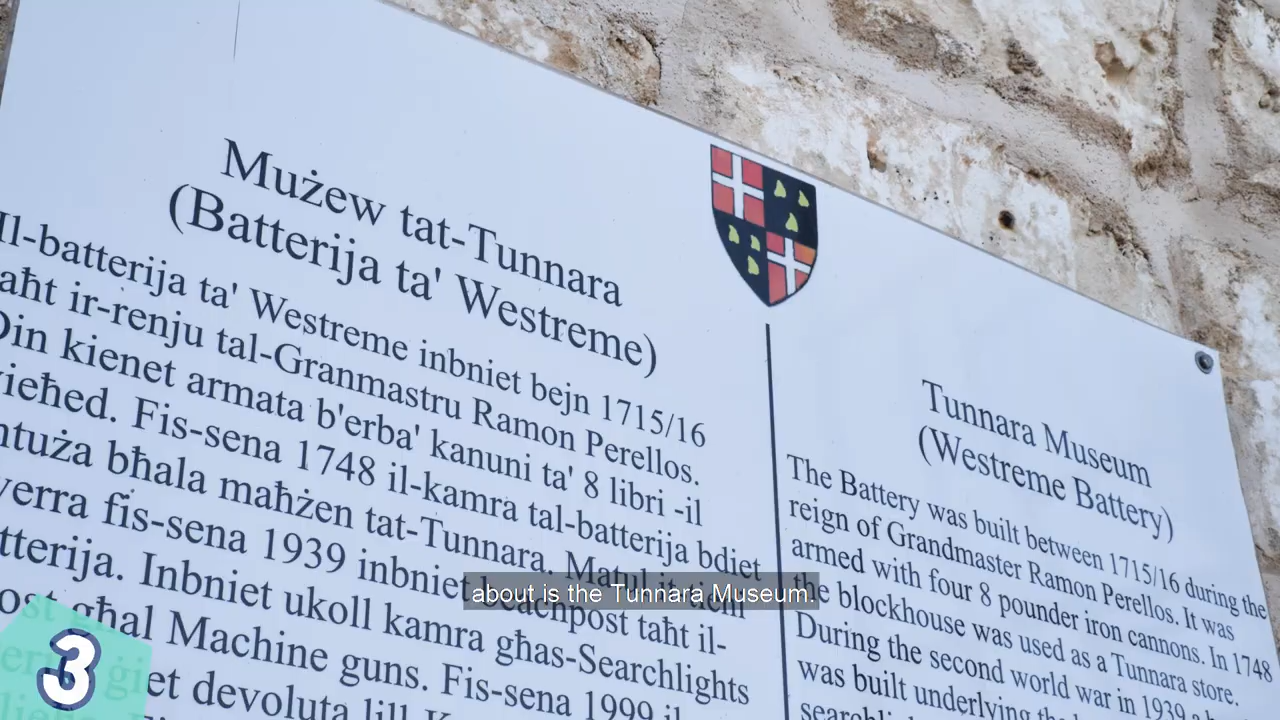 Mużew tat-Tunnara
(Batterija ta' Westreme)
Il-batterija ta' Westreme inbniet bejn 1715/16
taħt ir-renju tal-Granmastru Ramon Perellos.
Din kienet armata b'erba' kanuni ta' 8 libri -il
wieħed. Fis-sena 1748 il-kamra tal-batterija bdiet
ntuża bħala maħżen tat-Tunnara. Matul it-tieni
verra fis-sena 1939 inbniet beachpost taħt il-
tterija. Inbniet ukoll kamra għas-Searchlights
ost għal Machine guns. Fis-sena 1999 il-
et devoluta lill-
Tunnara Museum
(Westreme Battery)
The Battery was built between 1715/16 during the
reign of Grandmaster Ramon Perellos. It was
armed with four 8 pounder iron cannons. In 1748
the blockhouse was used as a Tunnara store.
During the second world war in 1939 a
was built underlying the
about is the Tunnara Museum.
3